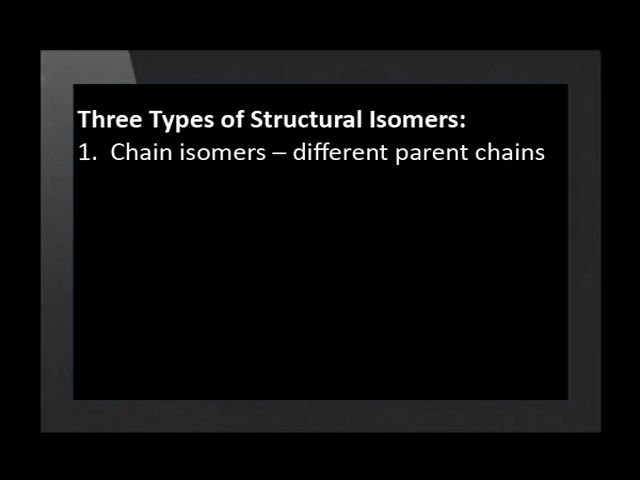 Three Types of Structural Isomers:
1. Chain isomers – different parent chains